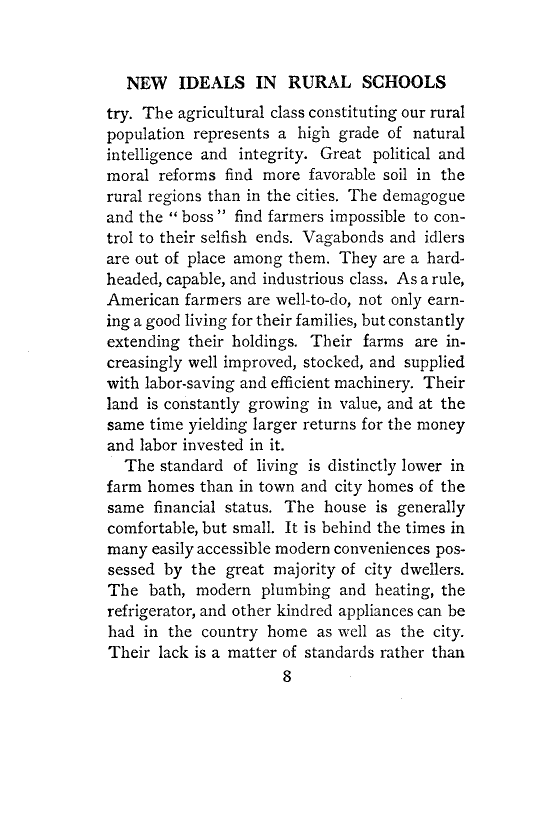 NEW IDEALS IN RURAL SCHOOLS
try. The agricultural class constituting our rural
population represents a high grade of natural
intelligence and integrity. Great political and
moral reforms find more favorable soil in the
rural regions than in the cities. The demagogue
and the “ boss ” find farmers impossible to con-
trol to their selfish ends. Vagabonds and idlers
are out of place among them. They are a hard-
headed, capable, and industrious class. As a rule,
American farmers are well-to-do, not only earn-
ing a good living for their families, but constantly
extending their holdings. Their farms are in-
creasingly well improved, stocked, and supplied
with labor-saving and efficient machinery. Their
land is constantly growing in value, and at the
same time yielding larger returns for the money
and labor invested in it.
The standard of living is distinctly lower in
farm homes than in town and city homes of the
same financial status. The house is generally
comfortable, but small. It is behind the times in
many easily accessible modern conveniences pos-
sessed by the great majority of city dwellers.
The bath, modern plumbing and heating, the
refrigerator, and other kindred appliances can be
had in the country home as well as the city.
Their lack is a matter of standards rather than
8